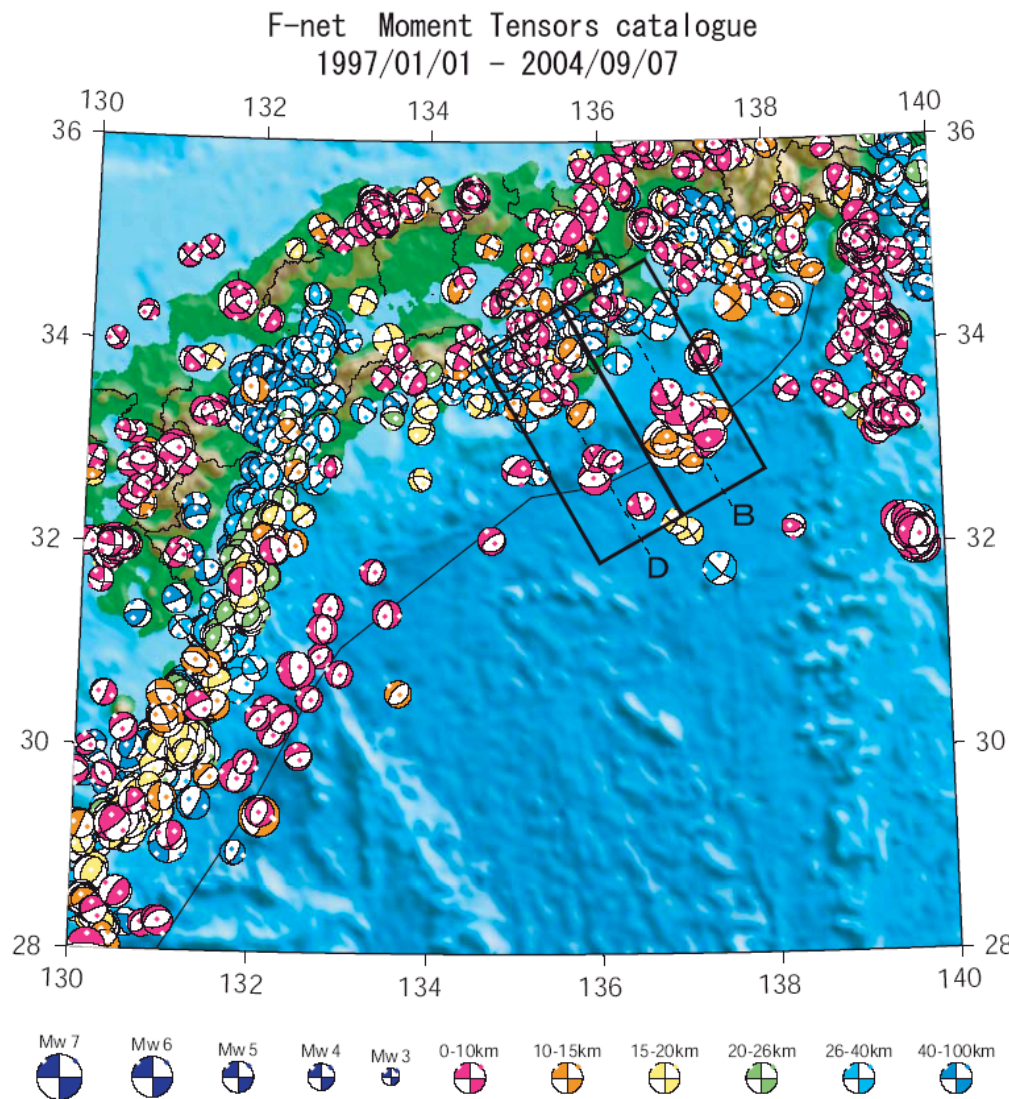 F-net Moment Tensors catalogue
1997/01/01 - 2004/09/07
130 132 134 136 138 140
36 36
34 34
32 32
B
D
30 30
28 28
130 132 134 136 138 140
Mw 7 Mw 6 Mw 5 Mw 4 Mw 3 0-10km 10-15km 15-20km 20-26km 26-40km 40-100km